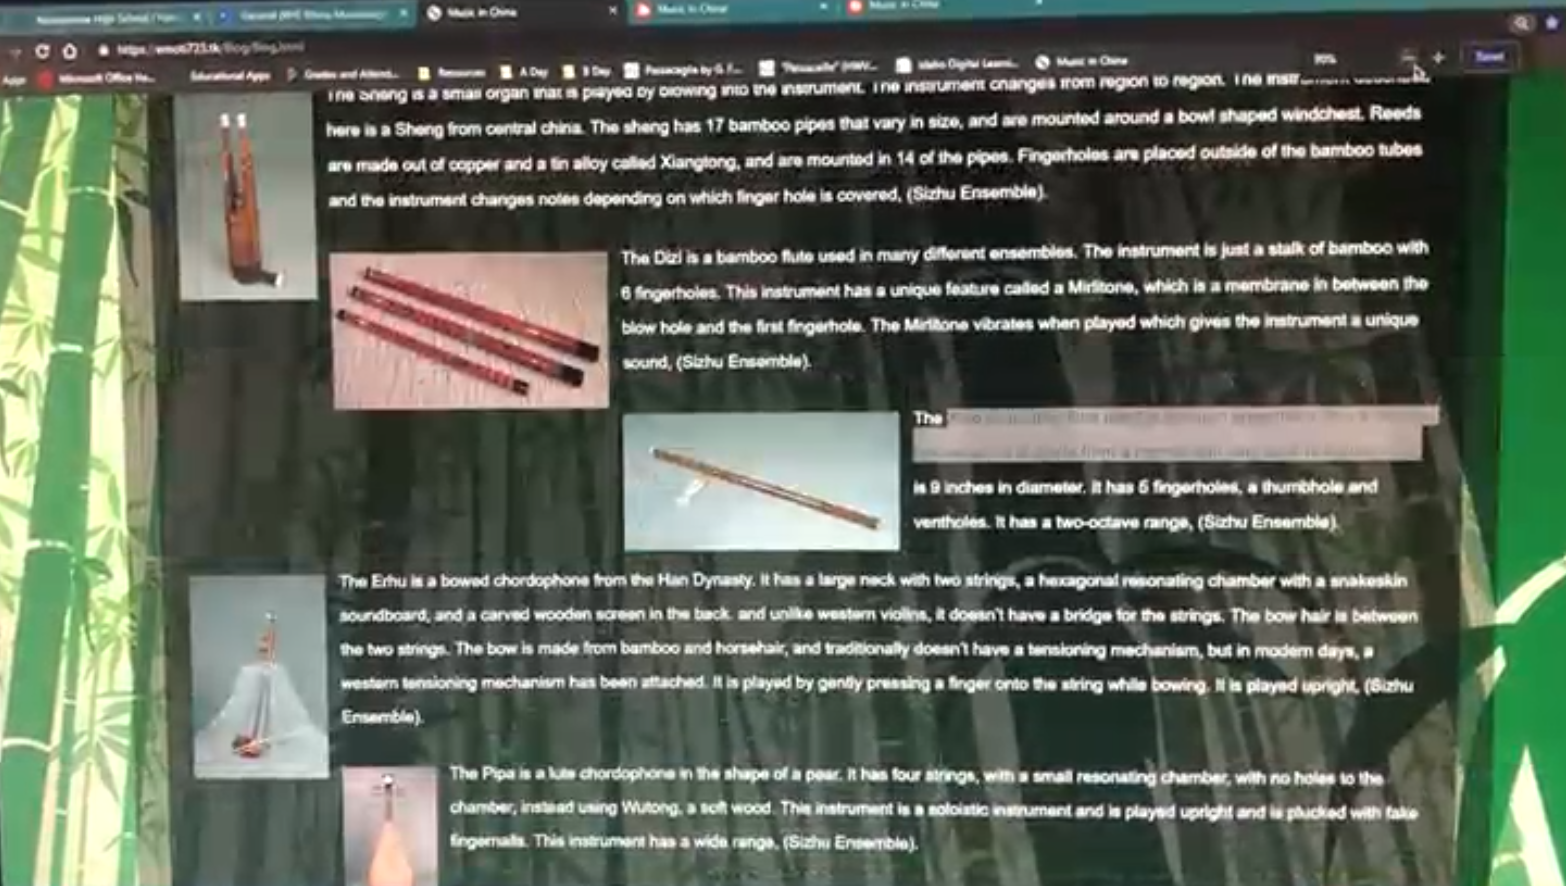 Music in China
Music in China
Music in China
Apps
Microsoft Office Ho...
Educational Apps
Grades and Attend...
Resources
A Day
B Day
Passacaglia by G. F....
"Passacaille" (HWV...
Idaho Digital Learni...
Music in China
90%
Reset
The Sheng is a small organ that is played by blowing into the instrument. The instrument changes from region to region. The
here is a Sheng from central china. The sheng has 17 bamboo pipes that vary in size, and are mounted around a bowl shaped windchest. Reeds
are made out of copper and a tin alloy called Xiangtong, and are mounted in 14 of the pipes. Fingerholes are placed outside of the bamboo tubes
and the instrument changes notes depending on which finger hole is covered, (Sizhu Ensemble).
The Dizi is a bamboo flute used in many different ensembles. The instrument is just a stalk of bamboo with
6 fingerholes. This instrument has a unique feature called a Mirlitone, which is a membrane in between the
blow hole and the first fingerhole. The Mirlitone vibrates when played which gives the instrument a unique
sound, (Sizhu Ensemble).
The
is 9 inches in diameter. It has 6 fingerholes, a thumbhole and
ventholes. It has a two-octave range, (Sizhu Ensemble).
The Erhu is a bowed chordophone from the Han Dynasty. It has a large neck with two strings, a hexagonal resonating chamber with a snakeskin
soundboard, and a carved wooden screen in the back. and unlike western violins, it doesn't have a bridge for the strings. The bow hair is between
the two strings. The bow is made from bamboo and horsehair, and traditionally doesn't have a tensioning mechanism, but in modern days, a
western tensioning mechanism has been attached. It is played by gently pressing a finger onto the string while bowing. It is played upright, (Sizhu
Ensemble).
The Pipa is a lute chordophone in the shape of a pear. It has four strings, with a small resonating chamber, with no holes to the
chamber, instead using Wutong, a soft wood. This instrument is a soloistic instrument and is played upright and is plucked with fake
fingernails. This instrument has a wide range, (Sizhu Ensemble).